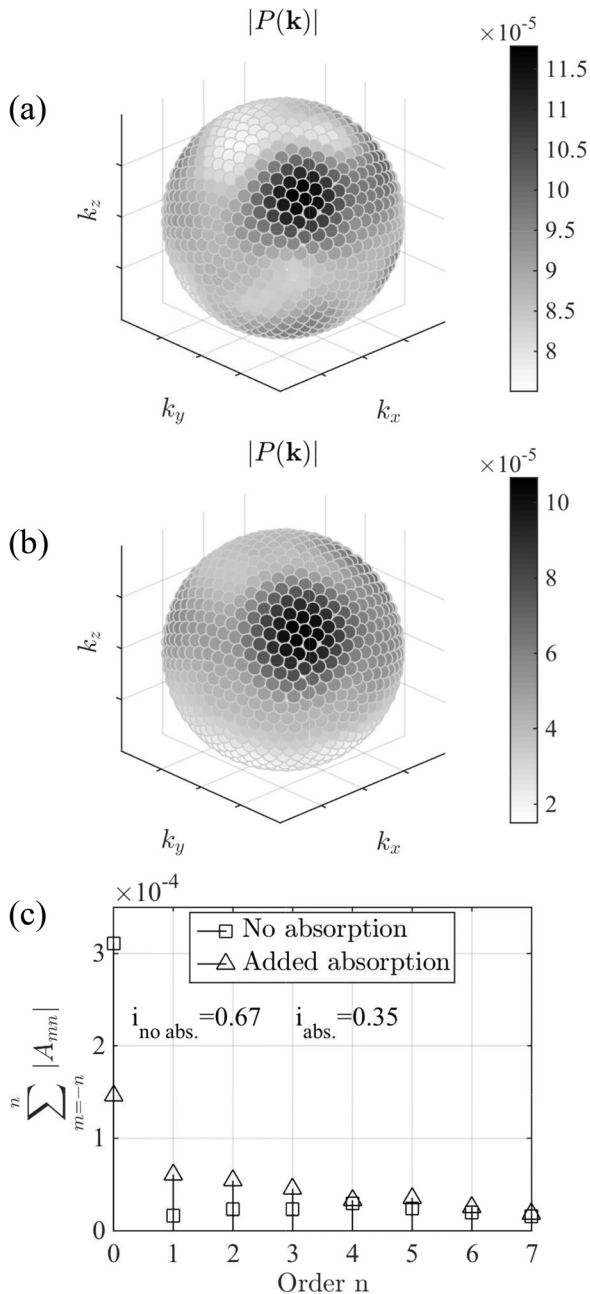 |P(k)|
×10⁻⁵
(a)
11.5
11
10.5
10
9.5
9
8.5
8
k_z
k_y
k_x
|P(k)|
×10⁻⁵
(b)
10
8
6
4
2
k_z
k_y
k_x
(c)
×10⁻⁴
No absorption
Added absorption
i_no abs.=0.67 i_abs.=0.35
3
2
1
0
∑_{m=-n}^{n} |A_{mn}|
0 1 2 3 4 5 6 7
Order n